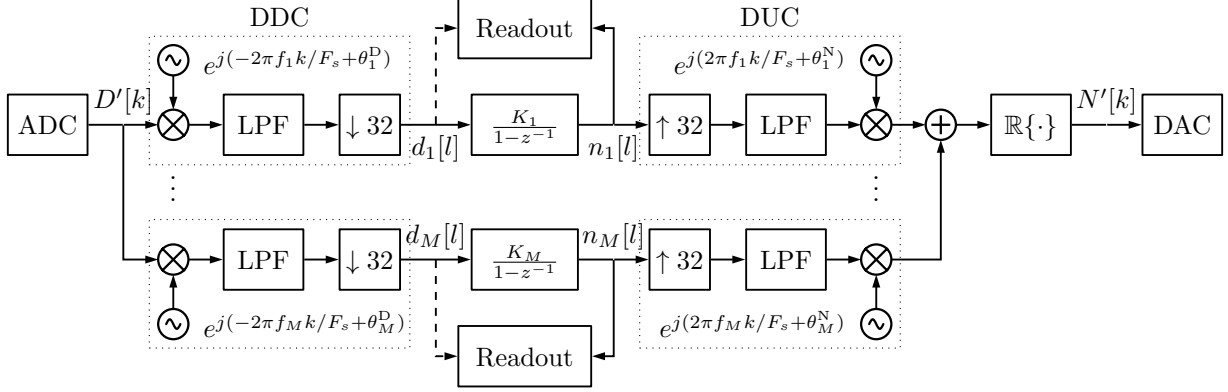 DDC
DUC
Readout
e^{j(-2πf_1k/F_s+θ_1^D)}
e^{j(2πf_1k/F_s+θ_1^N)}
ADC
D'[k]
LPF
↓ 32
d_1[l]
K_1/(1-z^{-1})
n_1[l]
↑ 32
LPF
ℝ{·}
N'[k]
DAC
LPF
↓ 32
d_M[l]
K_M/(1-z^{-1})
n_M[l]
↑ 32
LPF
e^{j(-2πf_Mk/F_s+θ_M^D)}
e^{j(2πf_Mk/F_s+θ_M^N)}
Readout